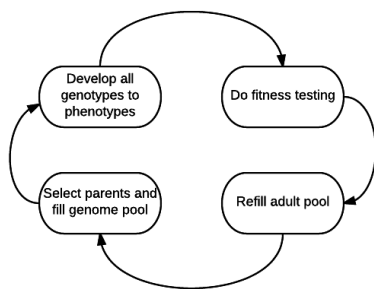 Develop all
genotypes to
phenotypes
Do fitness testing
Select parents and
fill genome pool
Refill adult pool